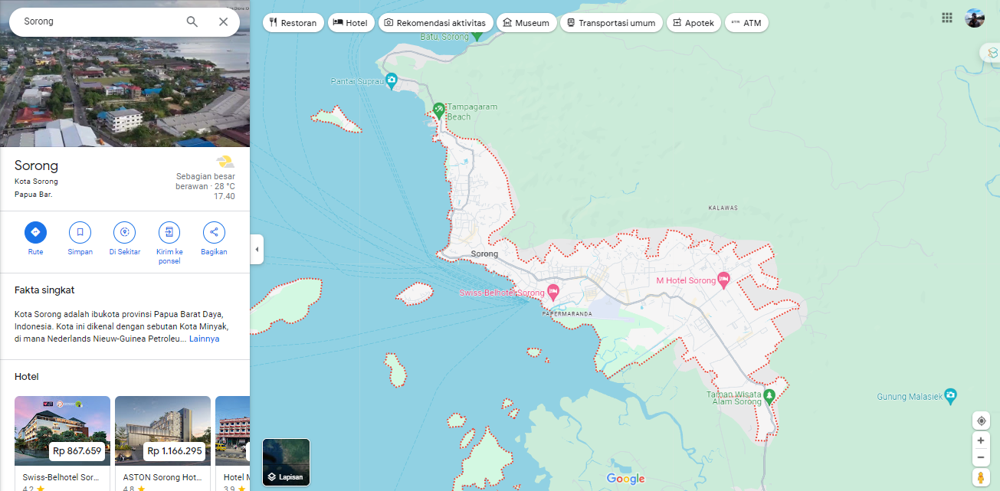 Sorong
Restoran
Hotel
Rekomendasi aktivitas
Museum
Transportasi umum
Apotek
ATM
Batu, Sorong
Pantai Suprau
Tampagaram
Beach
KALAWAS
Sorong
M Hotel Sorong
Swiss-Belhotel Sorong
PAPERMARANDA
Taman Wisata
Alam Sorong
Gunung Malasiek
Google
Lapisan
Sorong
Kota Sorong
Papua Bar.
Sebagian besar
berawan · 28 °C
17.40
Rute
Simpan
Di Sekitar
Kirim ke
ponsel
Bagikan
Fakta singkat
Kota Sorong adalah ibukota provinsi Papua Barat Daya,
Indonesia. Kota ini dikenal dengan sebutan Kota Minyak,
di mana Nederlands Nieuw-Guinea Petroleu... Lainnya
Hotel
Rp 867.659
Rp 1.166.295
Swiss-Belhotel Sor...
ASTON Sorong Hot...
Hotel
4,2
4,8
3,9